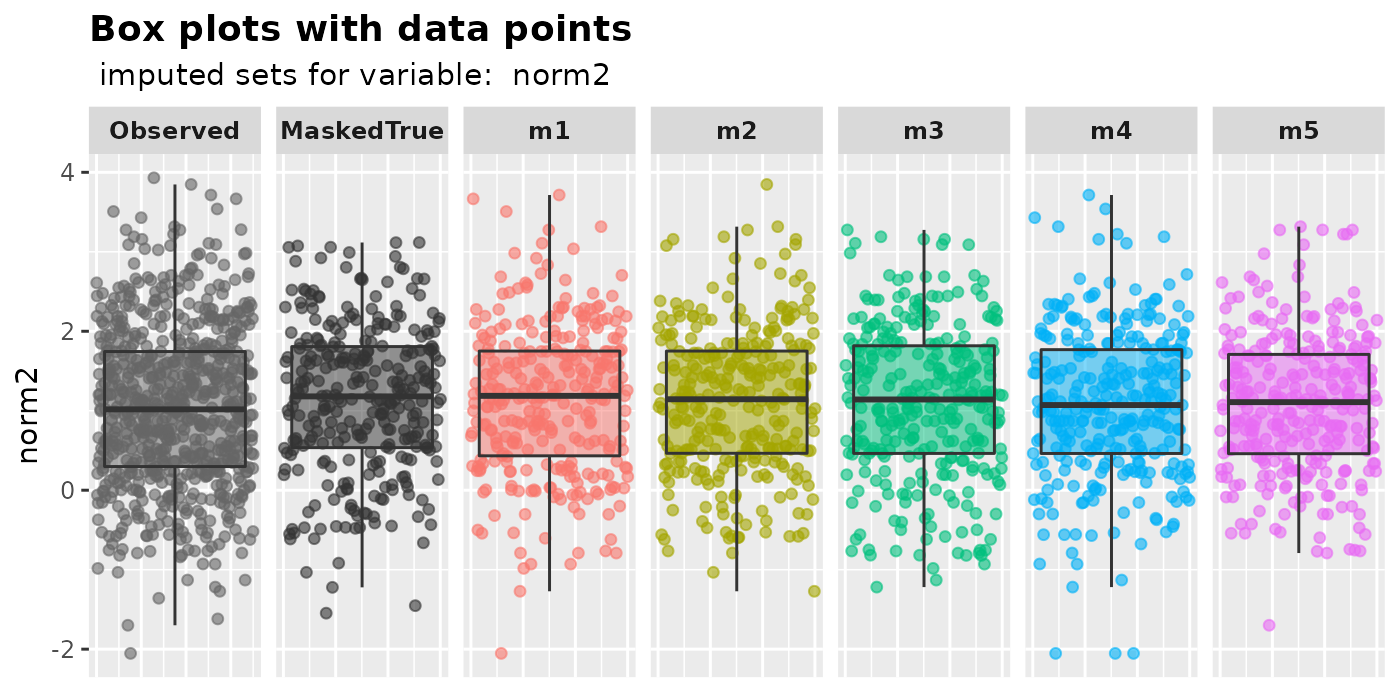 Box plots with data points
imputed sets for variable:  norm2
Observed MaskedTrue m1 m2 m3 m4 m5
norm2
4
2
0
-2